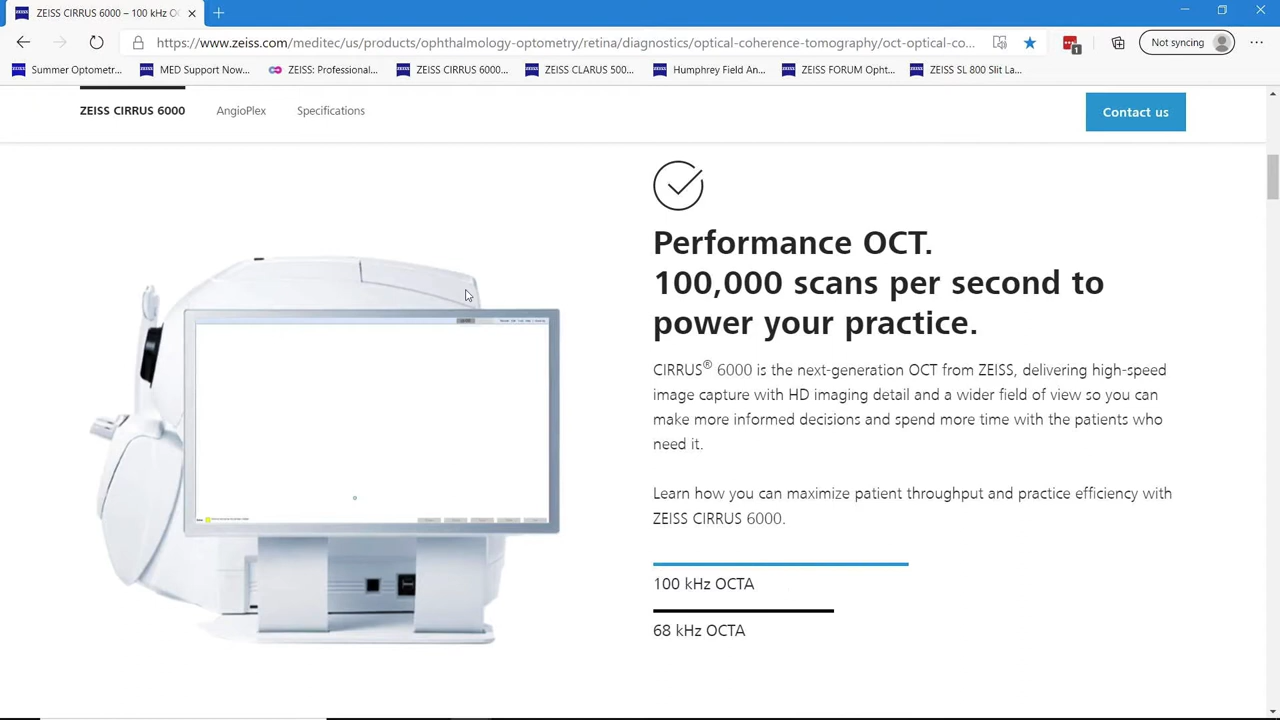 ZEISS CIRRUS 6000 – 100 kHz OC
https://www.zeiss.com/meditec/us/products/ophthalmology-optometry/retina/diagnostics/optical-coherence-tomography/oct-optical-co...
1
Not syncing
Summer Optometr...
MED Support Now...
ZEISS: Professional...
ZEISS CIRRUS 6000...
ZEISS CLARUS 500...
Humphrey Field An...
ZEISS FORUM Opht...
ZEISS SL 800 Slit La...
ZEISS CIRRUS 6000
AngioPlex
Specifications
Contact us
Performance OCT.
100,000 scans per second to
power your practice.
CIRRUS® 6000 is the next-generation OCT from ZEISS, delivering high-speed
image capture with HD imaging detail and a wider field of view so you can
make more informed decisions and spend more time with the patients who
need it.
Learn how you can maximize patient throughput and practice efficiency with
ZEISS CIRRUS 6000.
100 kHz OCTA
68 kHz OCTA